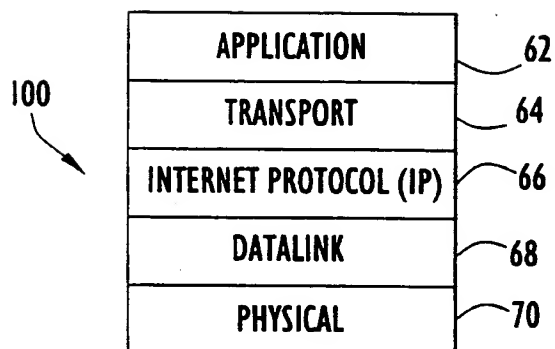 APPLICATION 62
100
TRANSPORT 64
INTERNET PROTOCOL (IP) 66
DATALINK 68
PHYSICAL 70